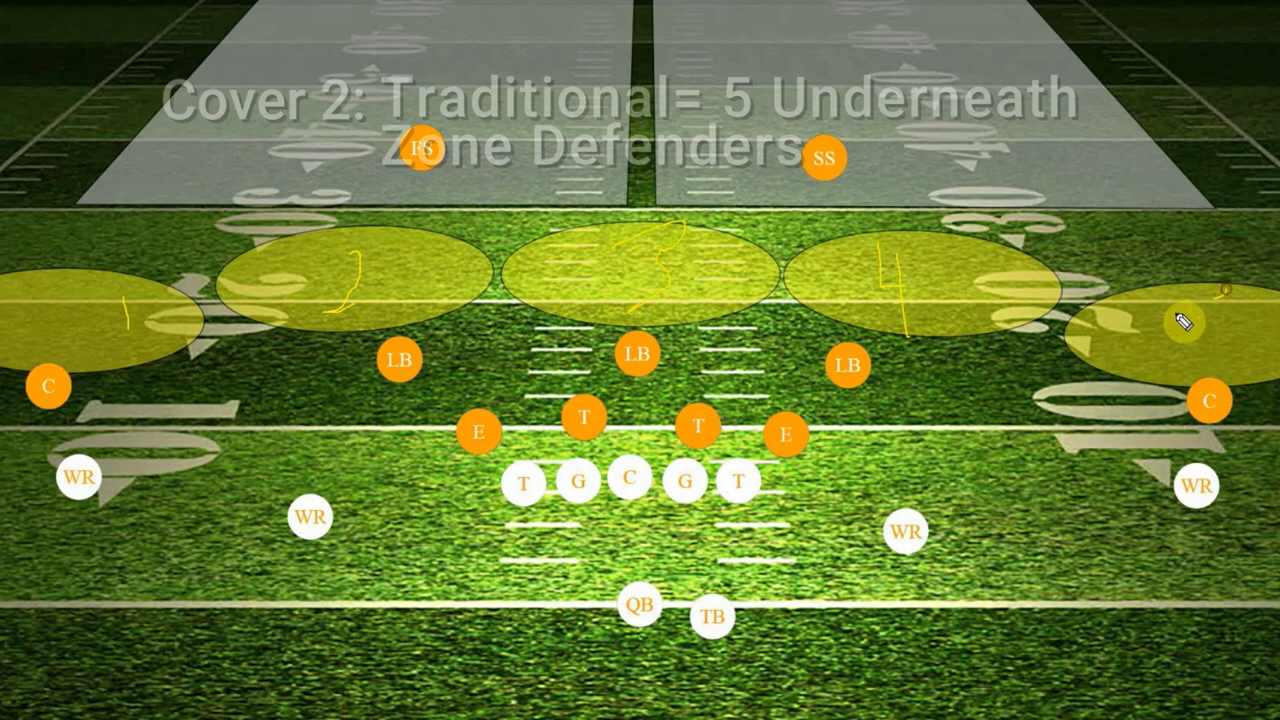 Cover 2: Traditional= 5 Underneath
Zone Defenders
FS
SS
1
2
3
4
LB
LB
LB
C
C
E
T
T
E
WR
T
G
C
G
T
WR
WR
WR
QB
TB